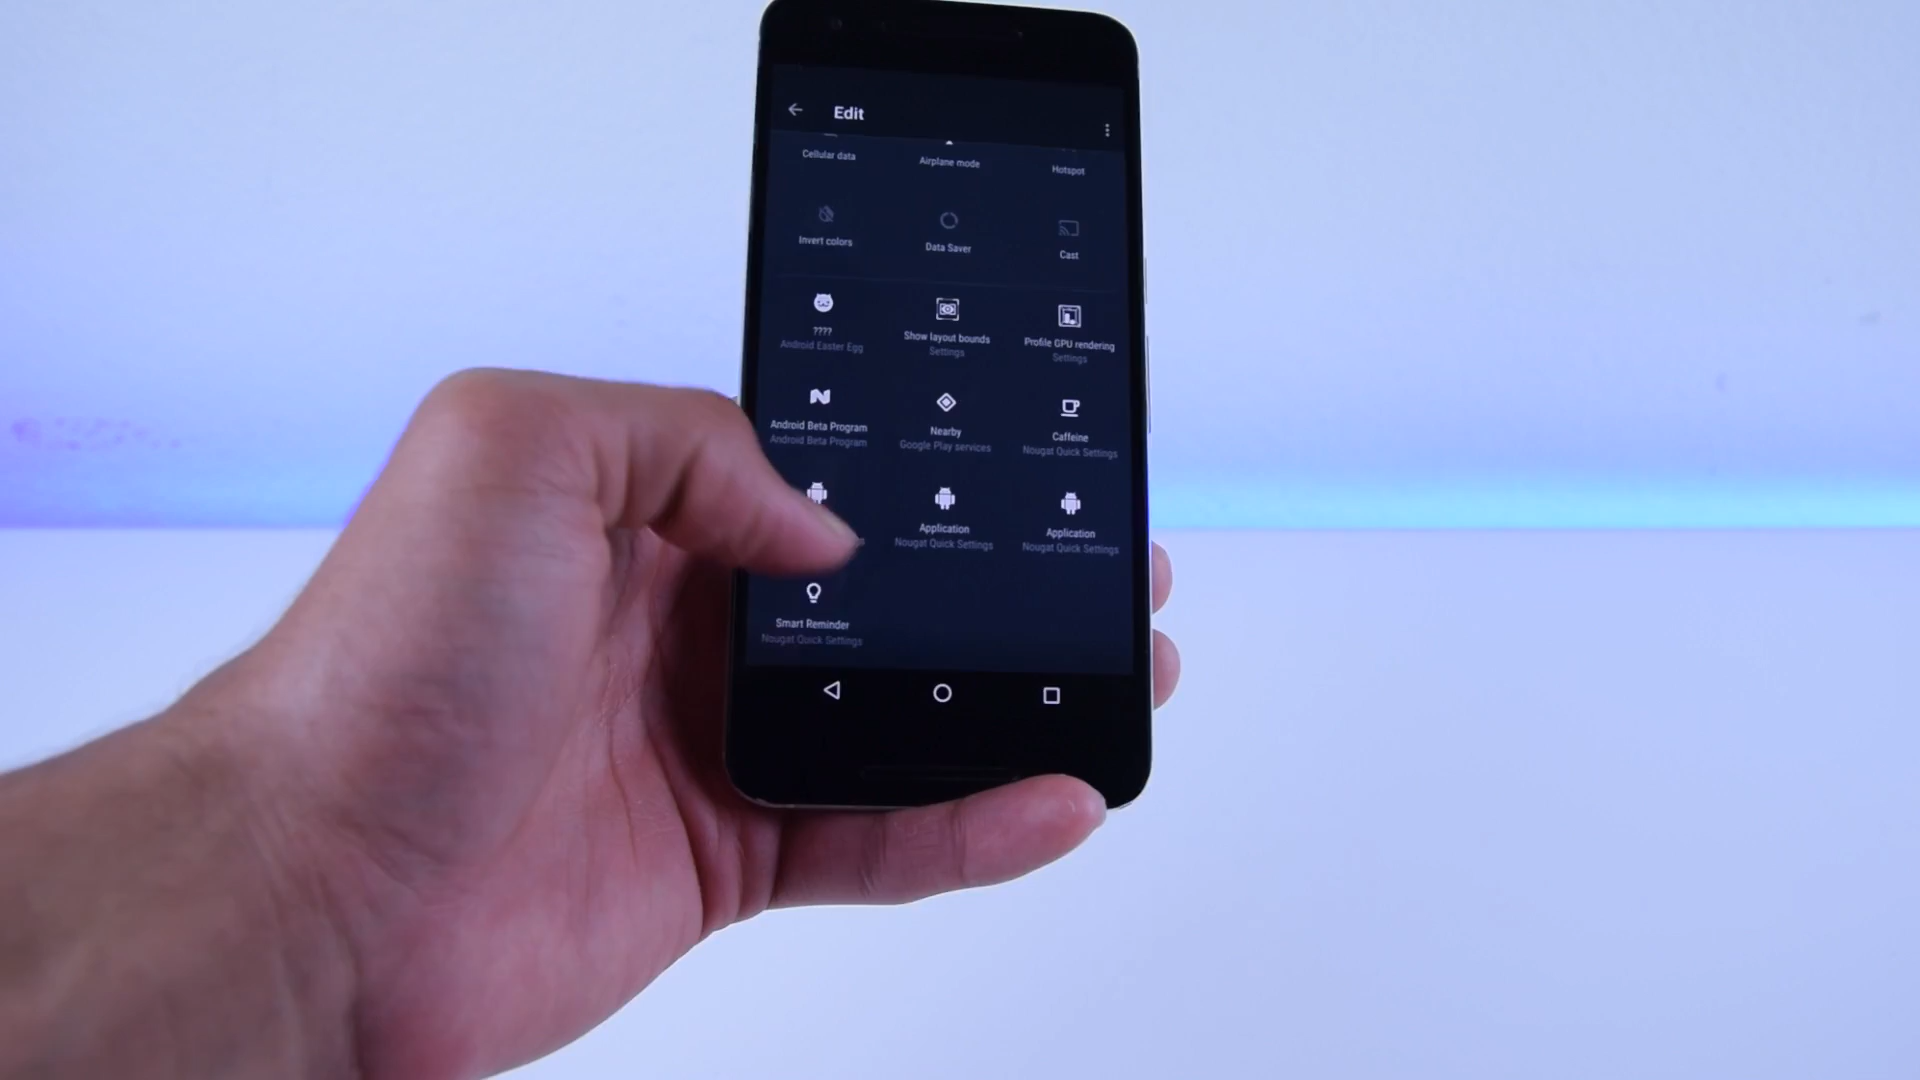 Edit
Cellular data
Airplane mode
Hotspot
Invert colors
Data Saver
Cast
????
Android Easter Egg
Show layout bounds
Settings
Profile GPU rendering
Settings
Android Beta Program
Android Beta Program
Nearby
Google Play services
Caffeine
Nougat Quick Settings
Application
Nougat Quick Settings
Application
Nougat Quick Settings
Smart Reminder
Nougat Quick Settings